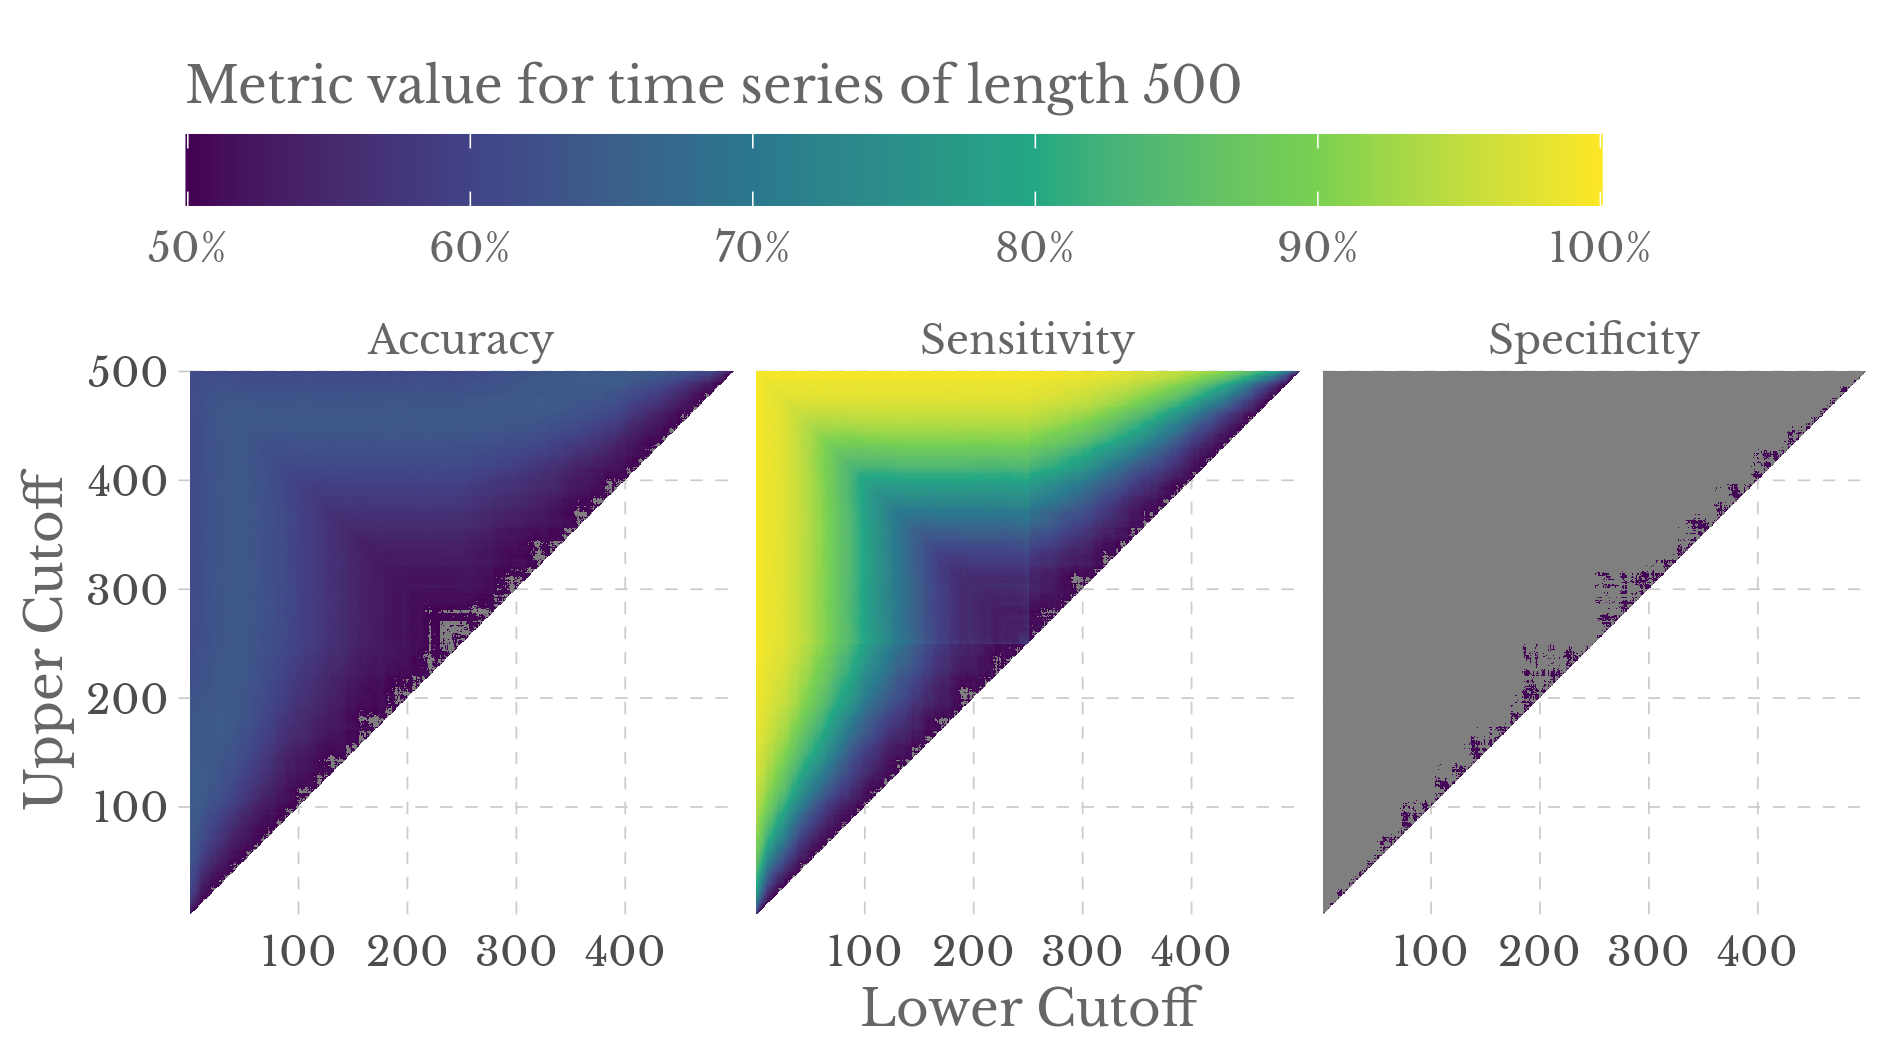 Metric value for time series of length 500
50% 60% 70% 80% 90% 100%
Accuracy Sensitivity Specificity
Upper Cutoff
500
400
300
200
100
100 200 300 400 100 200 300 400 100 200 300 400
Lower Cutoff